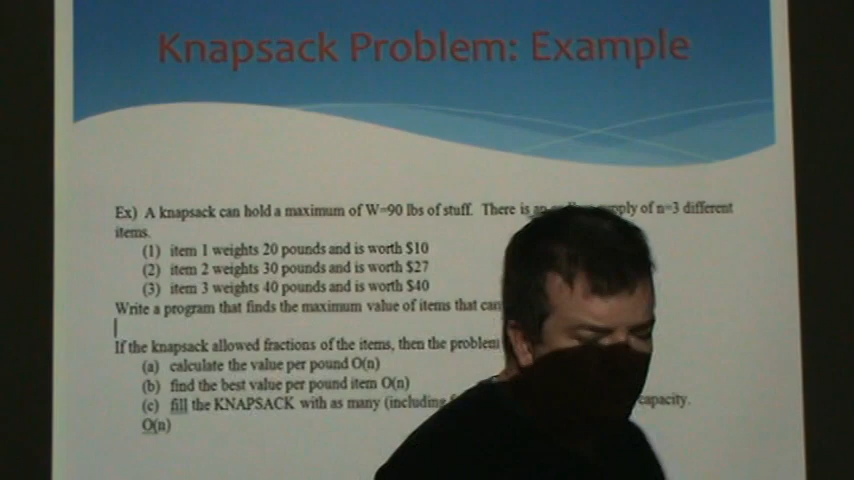 Knapsack Problem: Example
Ex) A knapsack can hold a maximum of W=90 lbs of stuff. There is of n=3 different
items.
(1) item 1 weights 20 pounds and is worth $10
(2) item 2 weights 30 pounds and is worth $27
(3) item 3 weights 40 pounds and is worth $40
Write a program that finds the maximum value of items that can
If the knapsack allowed fractions of the items, then the problem
(a) calculate the value per pound O(n)
(b) find the best value per pound item O(n)
(c) fill the KNAPSACK with as many (including capacity.
O(n)